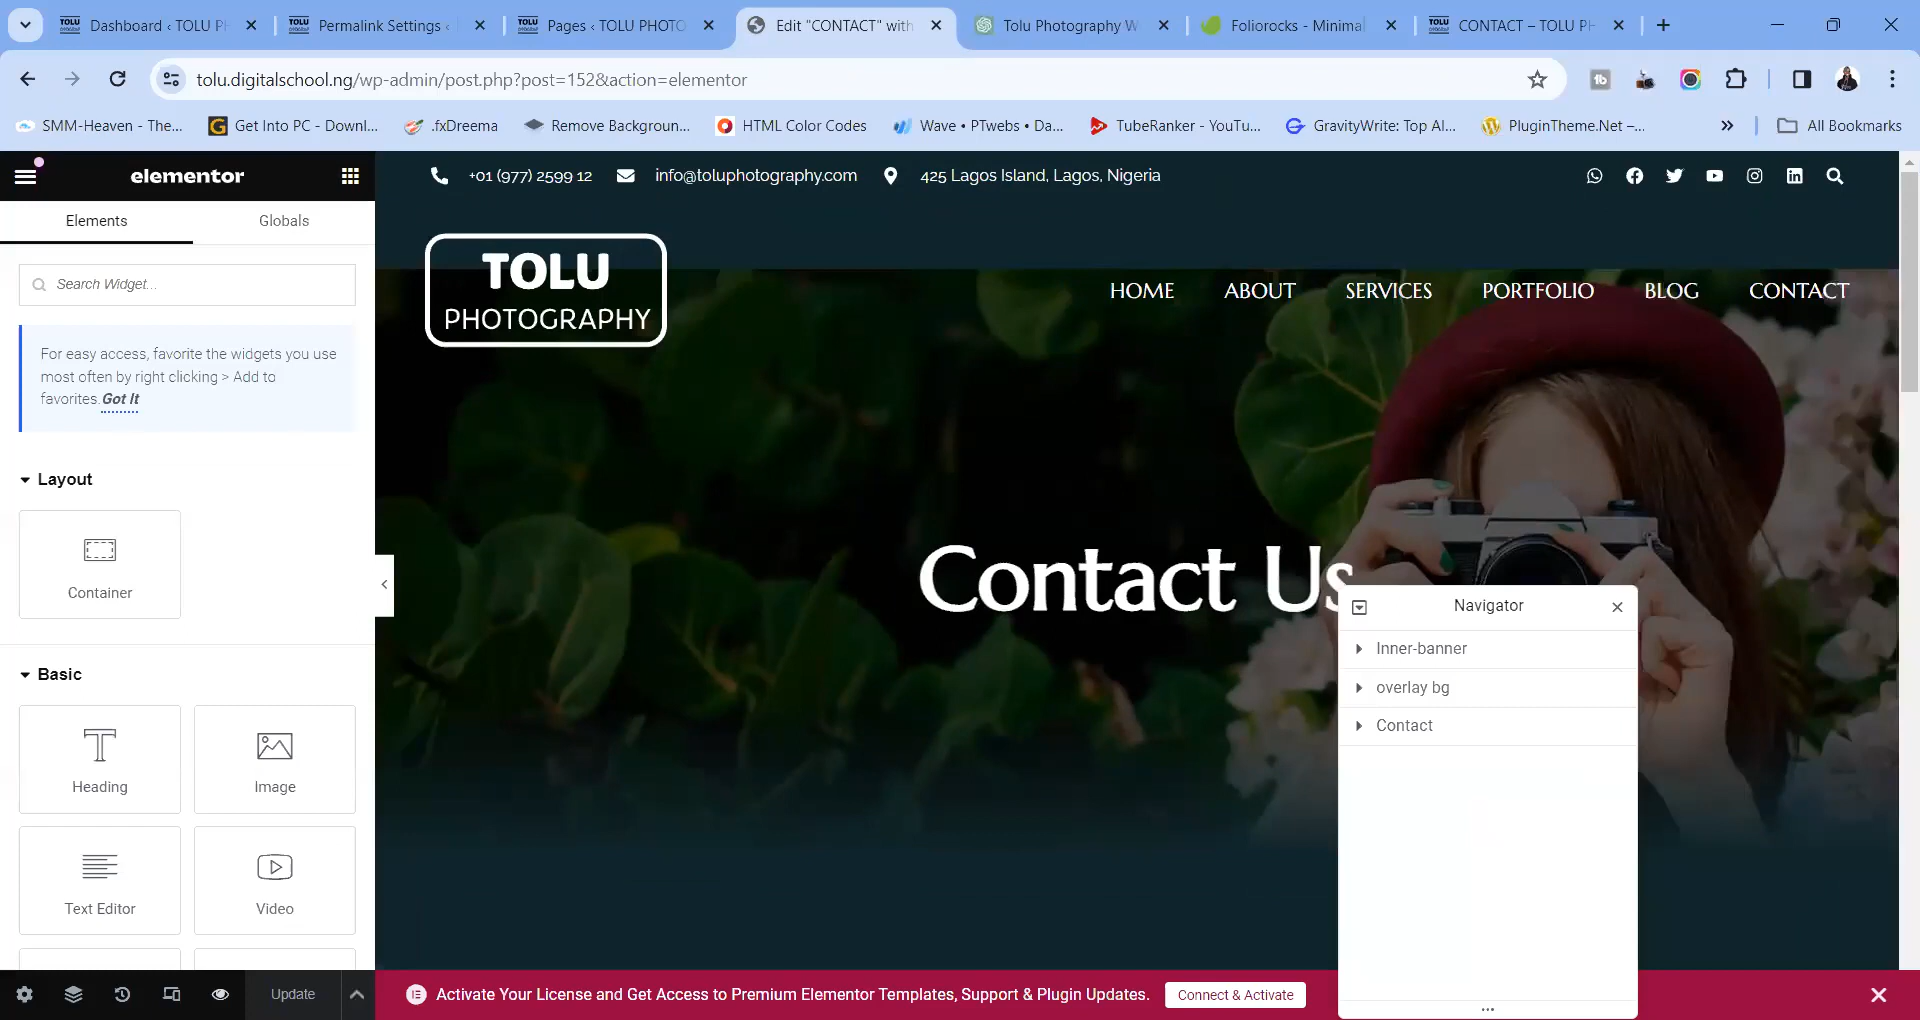 Dashboard ‹ TOLU P
Permalink Settings ‹
Pages ‹ TOLU PHOTO
Edit "CONTACT" with
Tolu Photography W
Foliorocks - Minimal
CONTACT – TOLU PH
tolu.digitalschool.ng/wp-admin/post.php?post=152&action=elementor
SMM-Heaven - The...
Get Into PC - Downl...
.fxDreema
Remove Backgroun...
HTML Color Codes
Wave • PTwebs • Da...
TubeRanker - YouTu...
GravityWrite: Top AI...
PluginTheme.Net –...
All Bookmarks
elementor
Elements
Globals
Search Widget...
For easy access, favorite the widgets you use
most often by right clicking > Add to
favorites.Got It
Layout
Container
Basic
Heading
Image
Text Editor
Video
Update
+01 (977) 2599 12
info@toluphotography.com
425 Lagos Island, Lagos, Nigeria
TOLU
PHOTOGRAPHY
HOME
ABOUT
SERVICES
PORTFOLIO
BLOG
CONTACT
Contact Us
Navigator
Inner-banner
overlay bg
Contact
Activate Your License and Get Access to Premium Elementor Templates, Support & Plugin Updates.
Connect & Activate